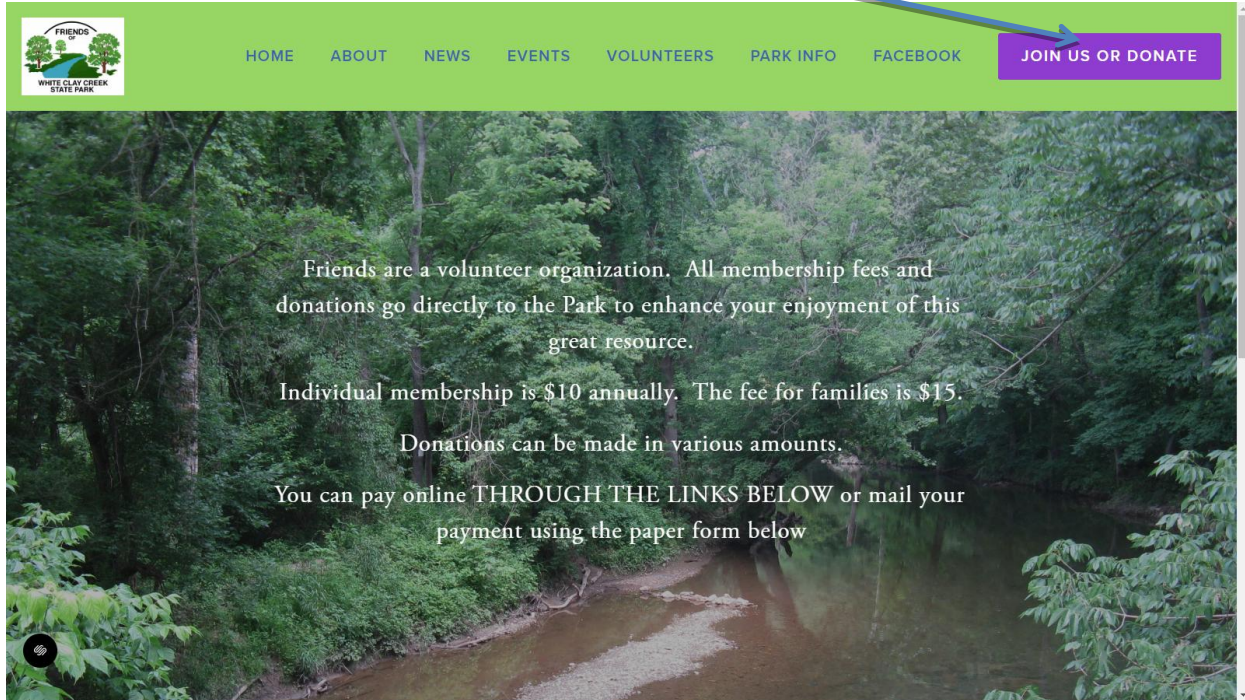 FRIENDS
OF
WHITE CLAY CREEK
STATE PARK
HOME ABOUT NEWS EVENTS VOLUNTEERS PARK INFO FACEBOOK JOIN US OR DONATE
Friends are a volunteer organization. All membership fees and
donations go directly to the Park to enhance your enjoyment of this
great resource.
Individual membership is $10 annually. The fee for families is $15.
Donations can be made in various amounts.
You can pay online THROUGH THE LINKS BELOW or mail your
payment using the paper form below